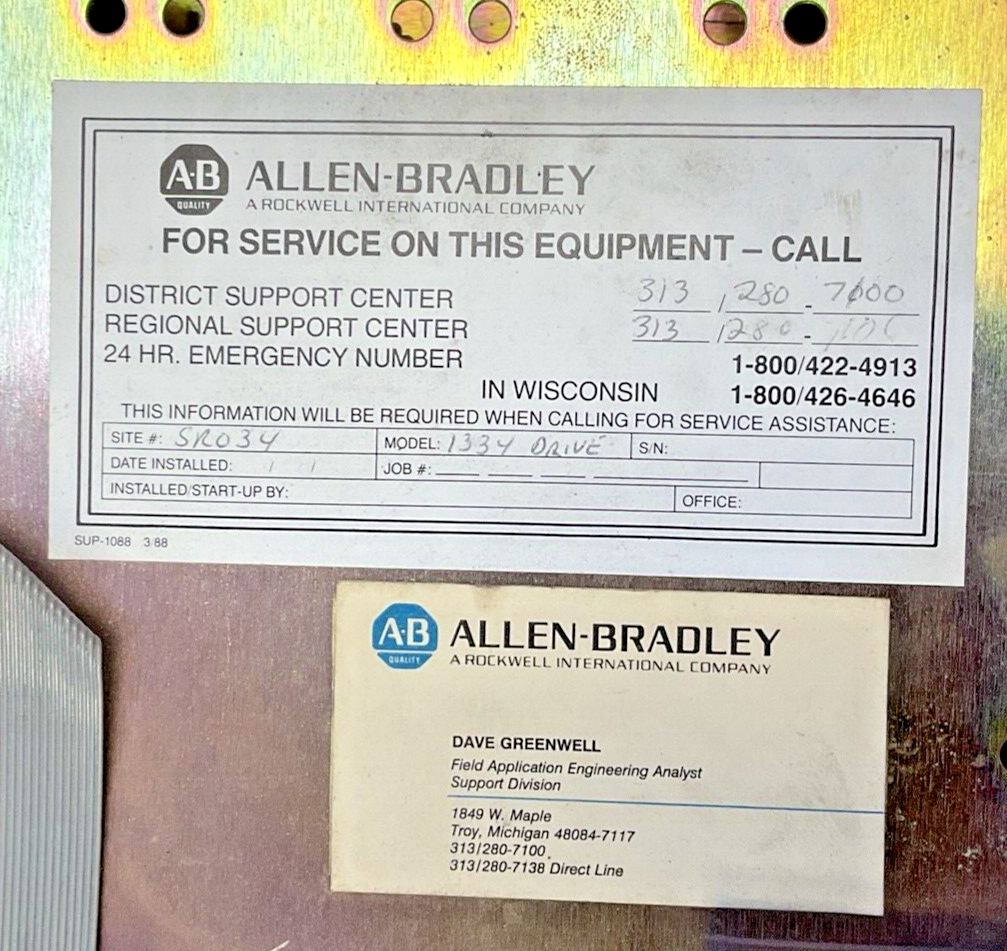 A·B
QUALITY
ALLEN-BRADLEY
A ROCKWELL INTERNATIONAL COMPANY
FOR SERVICE ON THIS EQUIPMENT – CALL
DISTRICT SUPPORT CENTER 313 / 280 -
REGIONAL SUPPORT CENTER 313 / 280 -
24 HR. EMERGENCY NUMBER 1-800/422-4913
IN WISCONSIN 1-800/426-4646
THIS INFORMATION WILL BE REQUIRED WHEN CALLING FOR SERVICE ASSISTANCE:
SITE #: SR034 MODEL: 1334 DRIVE S/N:
DATE INSTALLED: / / JOB #:
INSTALLED/START-UP BY: OFFICE:
SUP-1088 3/88
A·B
QUALITY
ALLEN-BRADLEY
A ROCKWELL INTERNATIONAL COMPANY
DAVE GREENWELL
Field Application Engineering Analyst
Support Division
1849 W. Maple
Troy, Michigan 48084-7117
313/280-7100
313/280-7138 Direct Line